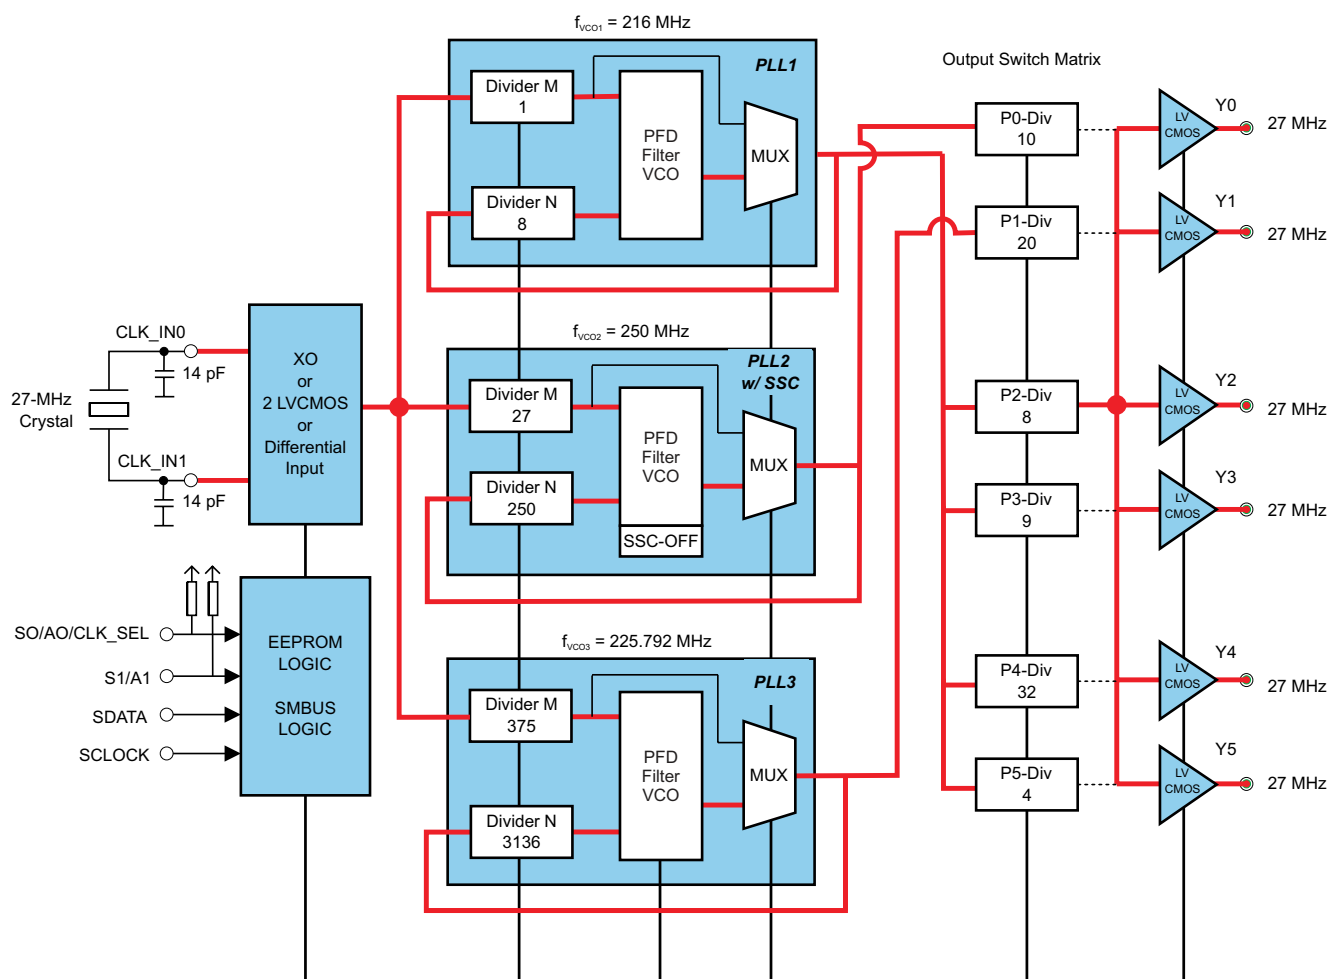 f_VCO1 = 216 MHz
PLL1
Divider M
1
PFD
Filter
VCO
MUX
Divider N
8
Output Switch Matrix
P0-Div
10
LV
CMOS
Y0
27 MHz
P1-Div
20
LV
CMOS
Y1
27 MHz
CLK_IN0
14 pF
27-MHz
Crystal
CLK_IN1
14 pF
XO
or
2 LVCMOS
or
Differential
Input
f_VCO2 = 250 MHz
PLL2
w/ SSC
Divider M
27
PFD
Filter
VCO
MUX
Divider N
250
SSC-OFF
P2-Div
8
LV
CMOS
Y2
27 MHz
P3-Div
9
LV
CMOS
Y3
27 MHz
SO/AO/CLK_SEL
S1/A1
SDATA
SCLOCK
EEPROM
LOGIC
SMBUS
LOGIC
f_VCO3 = 225.792 MHz
PLL3
Divider M
375
PFD
Filter
VCO
MUX
Divider N
3136
P4-Div
32
LV
CMOS
Y4
27 MHz
P5-Div
4
LV
CMOS
Y5
27 MHz